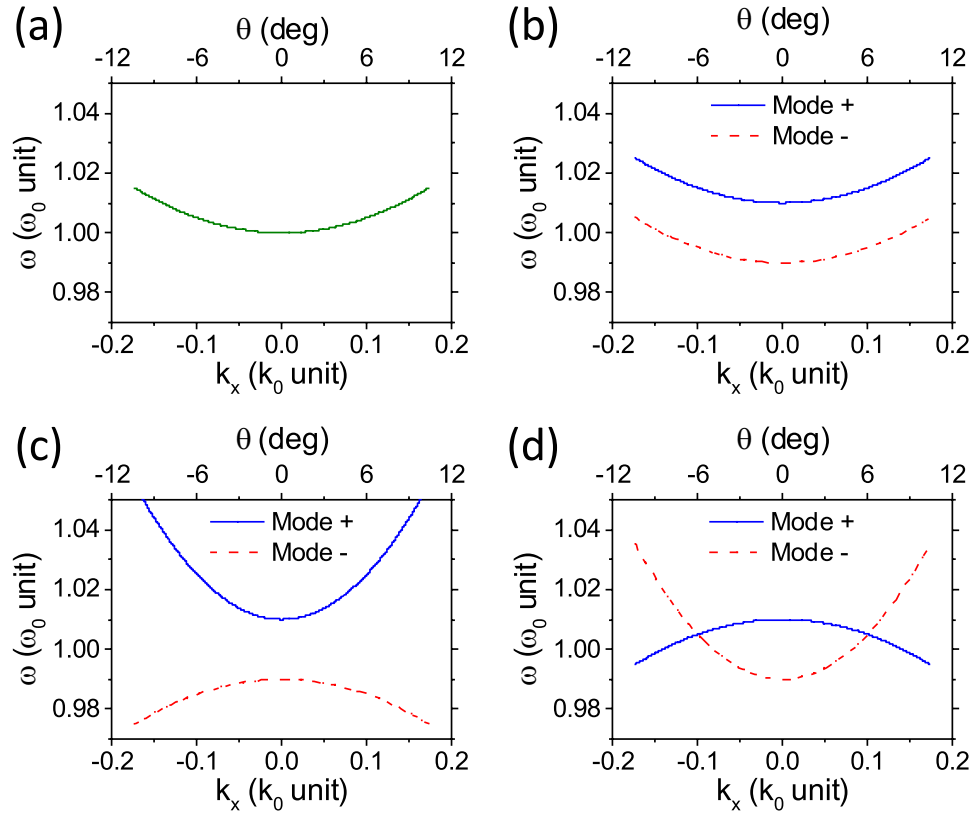 (a)
θ (deg)
-12 -6 0 6 12
1.04
1.02
1.00
0.98
ω (ω₀ unit)
-0.2 -0.1 0.0 0.1 0.2
kₓ (k₀ unit)
(b)
θ (deg)
-12 -6 0 6 12
Mode +
Mode -
1.04
1.02
1.00
0.98
ω (ω₀ unit)
-0.2 -0.1 0.0 0.1 0.2
kₓ (k₀ unit)
(c)
θ (deg)
-12 -6 0 6 12
Mode +
Mode -
1.04
1.02
1.00
0.98
ω (ω₀ unit)
-0.2 -0.1 0.0 0.1 0.2
kₓ (k₀ unit)
(d)
θ (deg)
-12 -6 0 6 12
Mode +
Mode -
1.04
1.02
1.00
0.98
ω (ω₀ unit)
-0.2 -0.1 0.0 0.1 0.2
kₓ (k₀ unit)